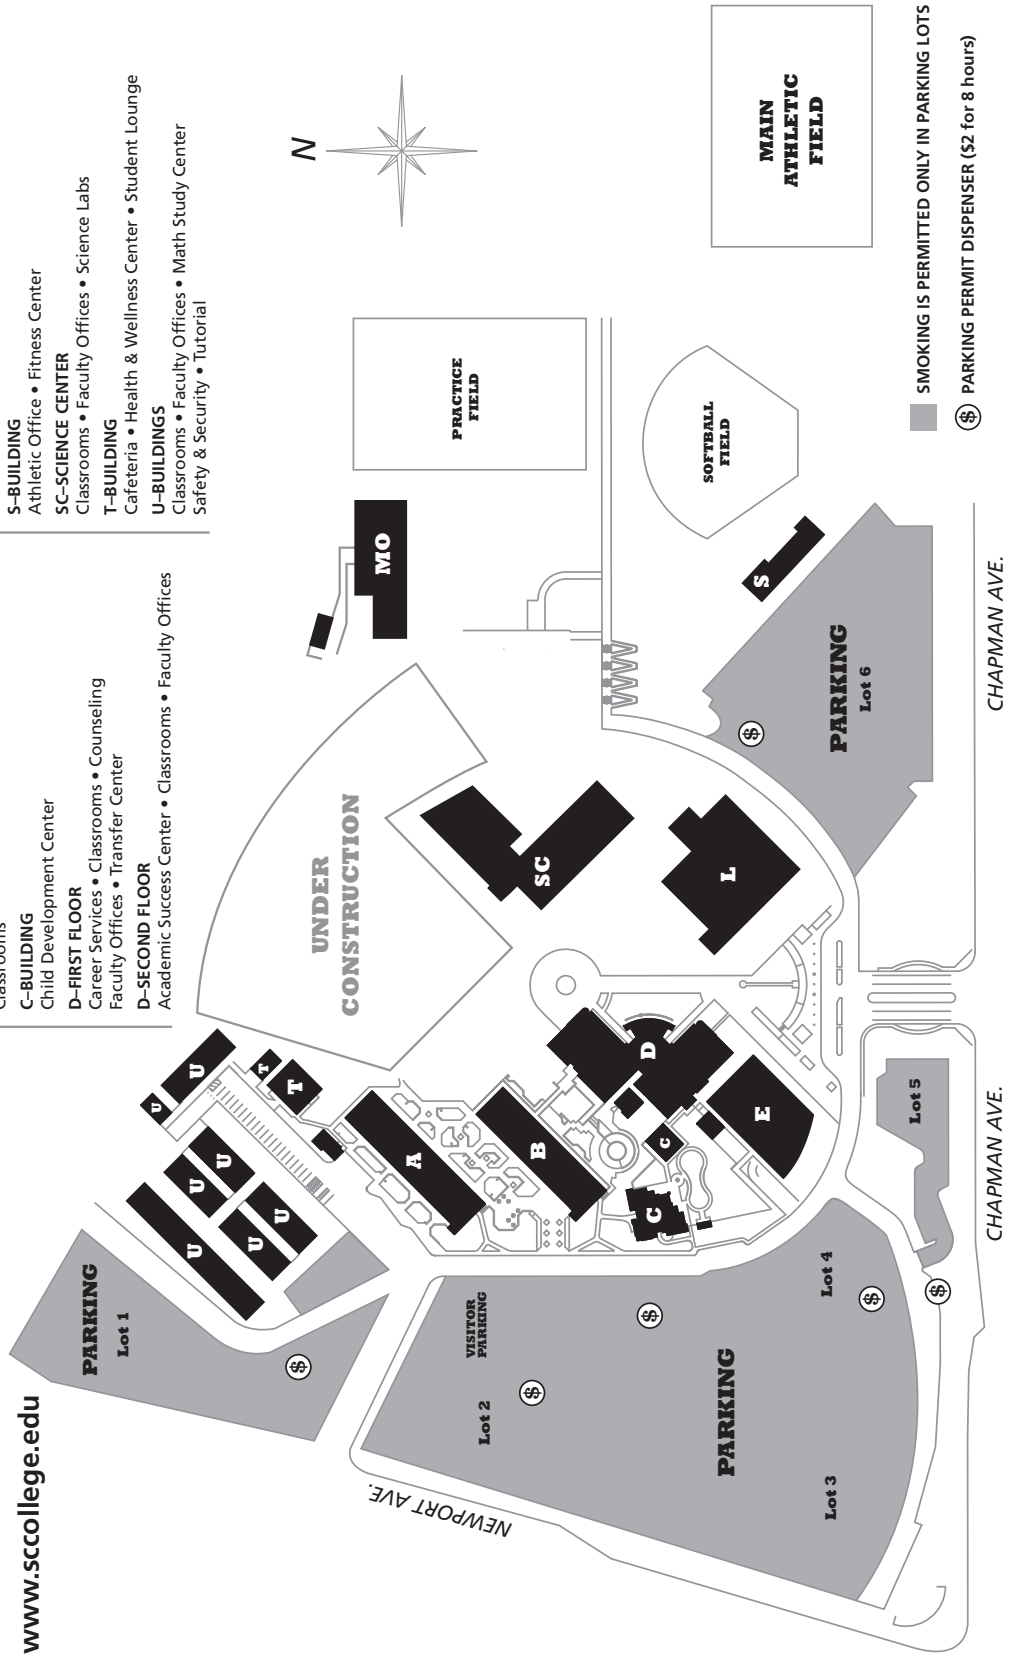 www.sccollege.edu
Classrooms
C–BUILDING
Child Development Center
D–FIRST FLOOR
Career Services • Classrooms • Counseling
Faculty Offices • Transfer Center
D–SECOND FLOOR
Academic Success Center • Classrooms • Faculty Offices
S–BUILDING
Athletic Office • Fitness Center
SC–SCIENCE CENTER
Classrooms • Faculty Offices • Science Labs
T–BUILDING
Cafeteria • Health & Wellness Center • Student Lounge
U–BUILDINGS
Classrooms • Faculty Offices • Math Study Center
Safety & Security • Tutorial
N
PARKING
Lot 1
U
U
U
U
U
U
U
T
T
A
B
C
C
D
E
UNDER
CONSTRUCTION
SC
L
MO
PRACTICE
FIELD
SOFTBALL
FIELD
S
MAIN
ATHLETIC
FIELD
VISITOR
PARKING
Lot 2
PARKING
Lot 3
Lot 4
Lot 5
PARKING
Lot 6
$
$
$
$
$
$
NEWPORT AVE.
CHAPMAN AVE.
CHAPMAN AVE.
SMOKING IS PERMITTED ONLY IN PARKING LOTS
$ PARKING PERMIT DISPENSER ($2 for 8 hours)